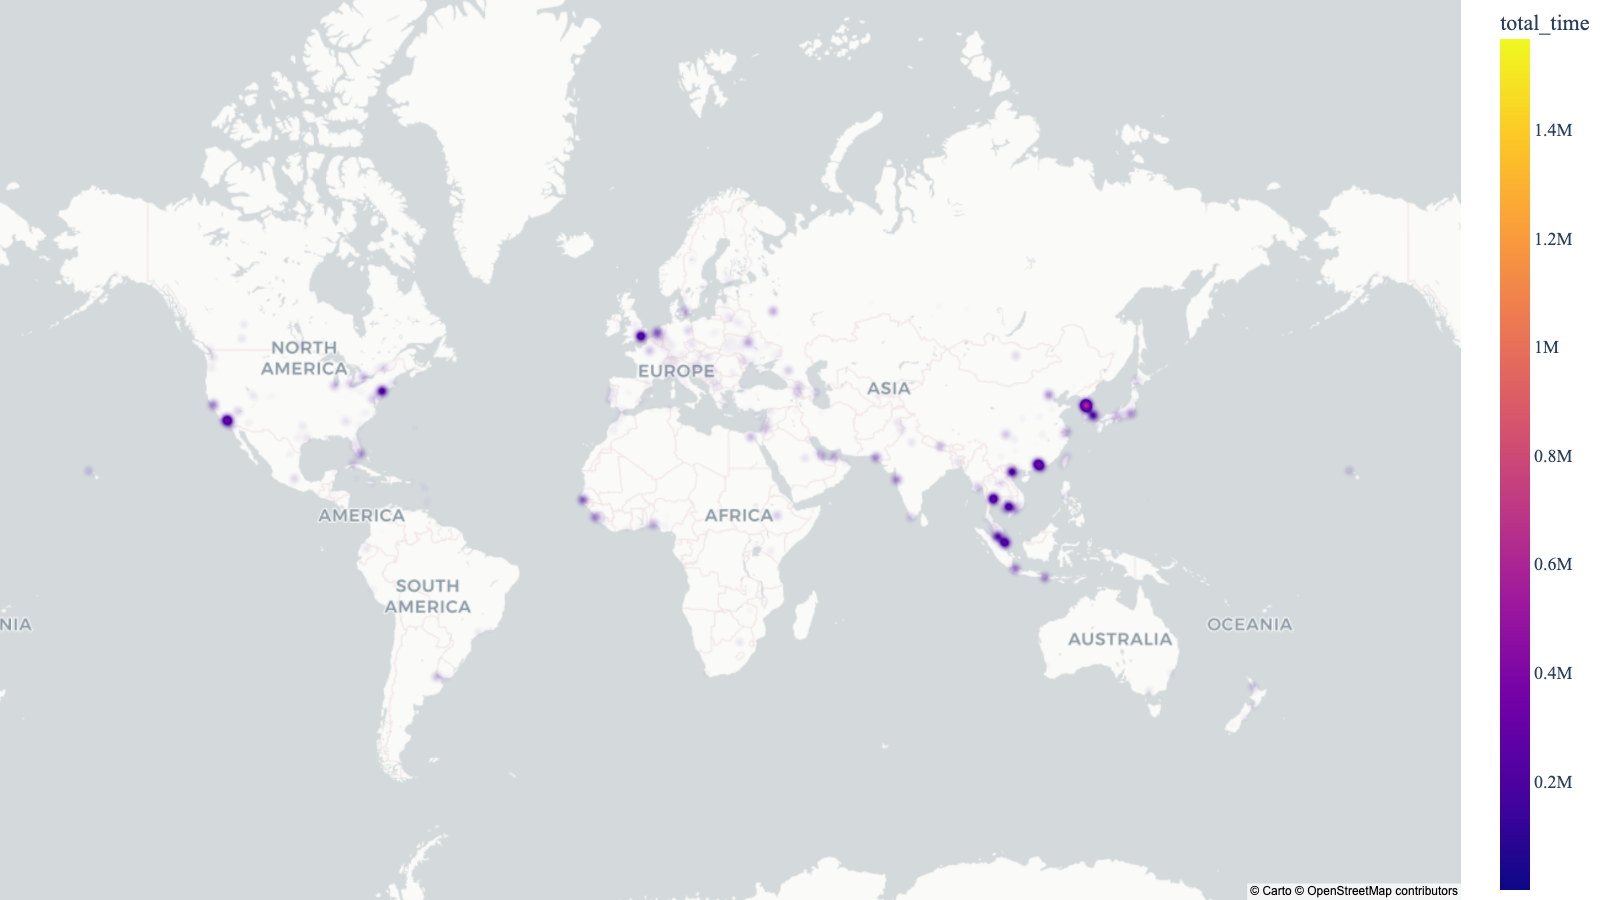 total_time
1.4M
1.2M
1M
0.8M
0.6M
0.4M
0.2M
NORTH
AMERICA
EUROPE
ASIA
AMERICA
AFRICA
SOUTH
AMERICA
NIA
AUSTRALIA
OCEANIA
© Carto © OpenStreetMap contributors